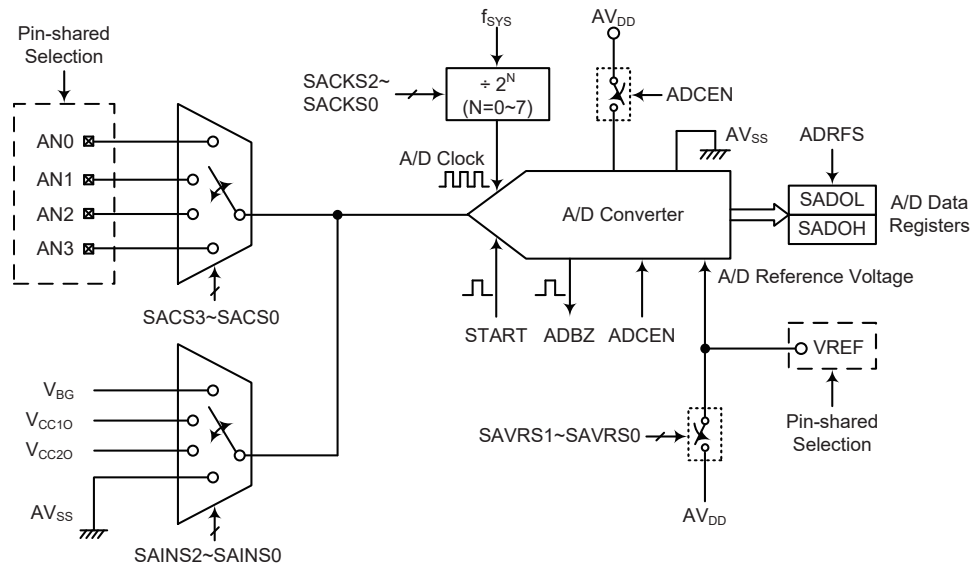 Pin-shared
Selection
AN0
AN1
AN2
AN3
SACS3~SACS0
V_BG
V_CC1O
V_CC2O
AV_SS
SAINS2~SAINS0
f_SYS
SACKS2~
SACKS0
÷ 2^N
(N=0~7)
A/D Clock
AV_DD
ADCEN
AV_SS
A/D Converter
ADRFS
SADOL
SADOH
A/D Data
Registers
START
ADBZ
ADCEN
A/D Reference Voltage
VREF
Pin-shared
Selection
SAVRS1~SAVRS0
AV_DD